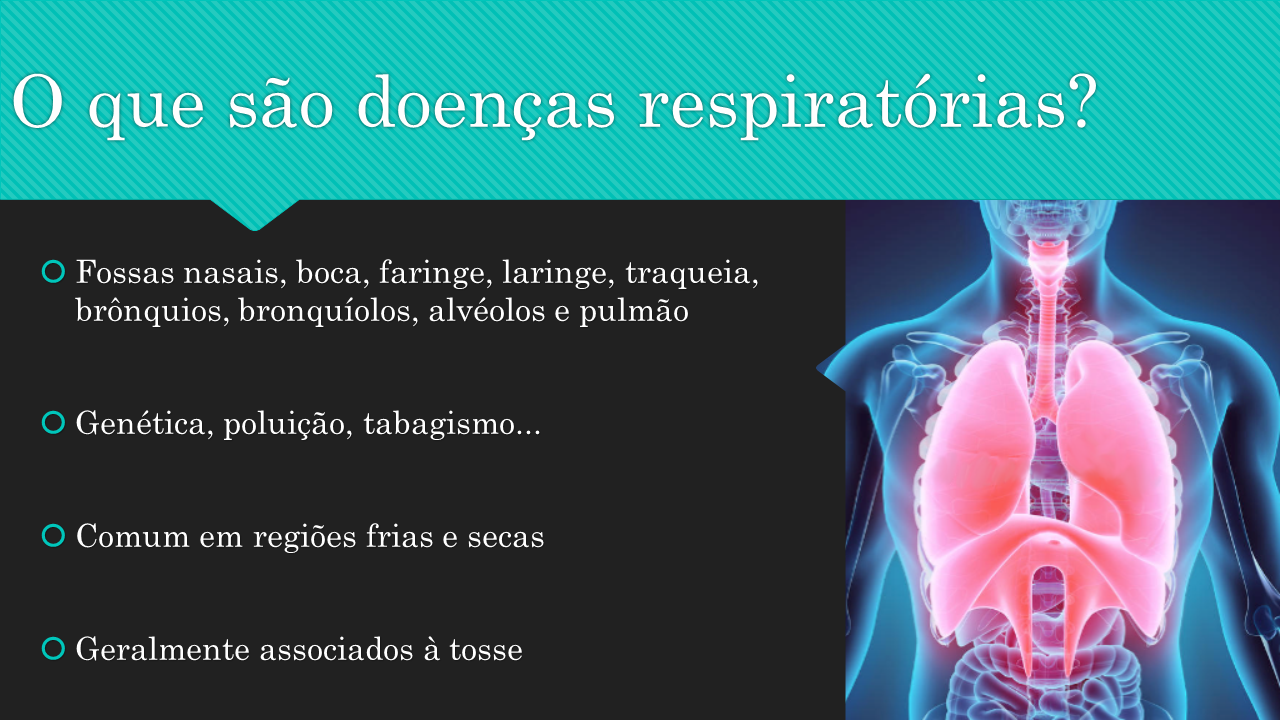 O que são doenças respiratórias?
Fossas nasais, boca, faringe, laringe, traqueia,
brônquios, bronquíolos, alvéolos e pulmão
Genética, poluição, tabagismo...
Comum em regiões frias e secas
Geralmente associados à tosse